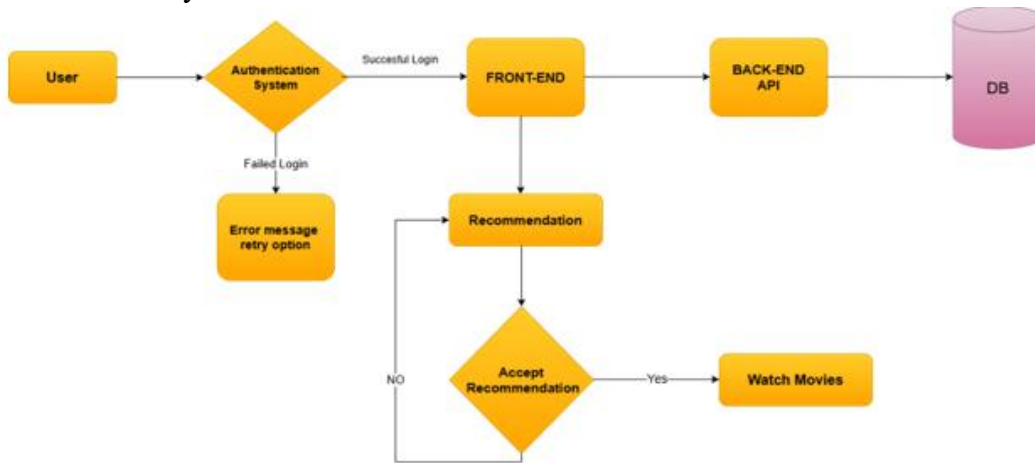 User
Authentication
System
Succesful Login
FRONT-END
BACK-END
API
DB
Failed Login
Error message
retry option
Recommendation
Accept
Recommendation
NO
Yes
Watch Movies